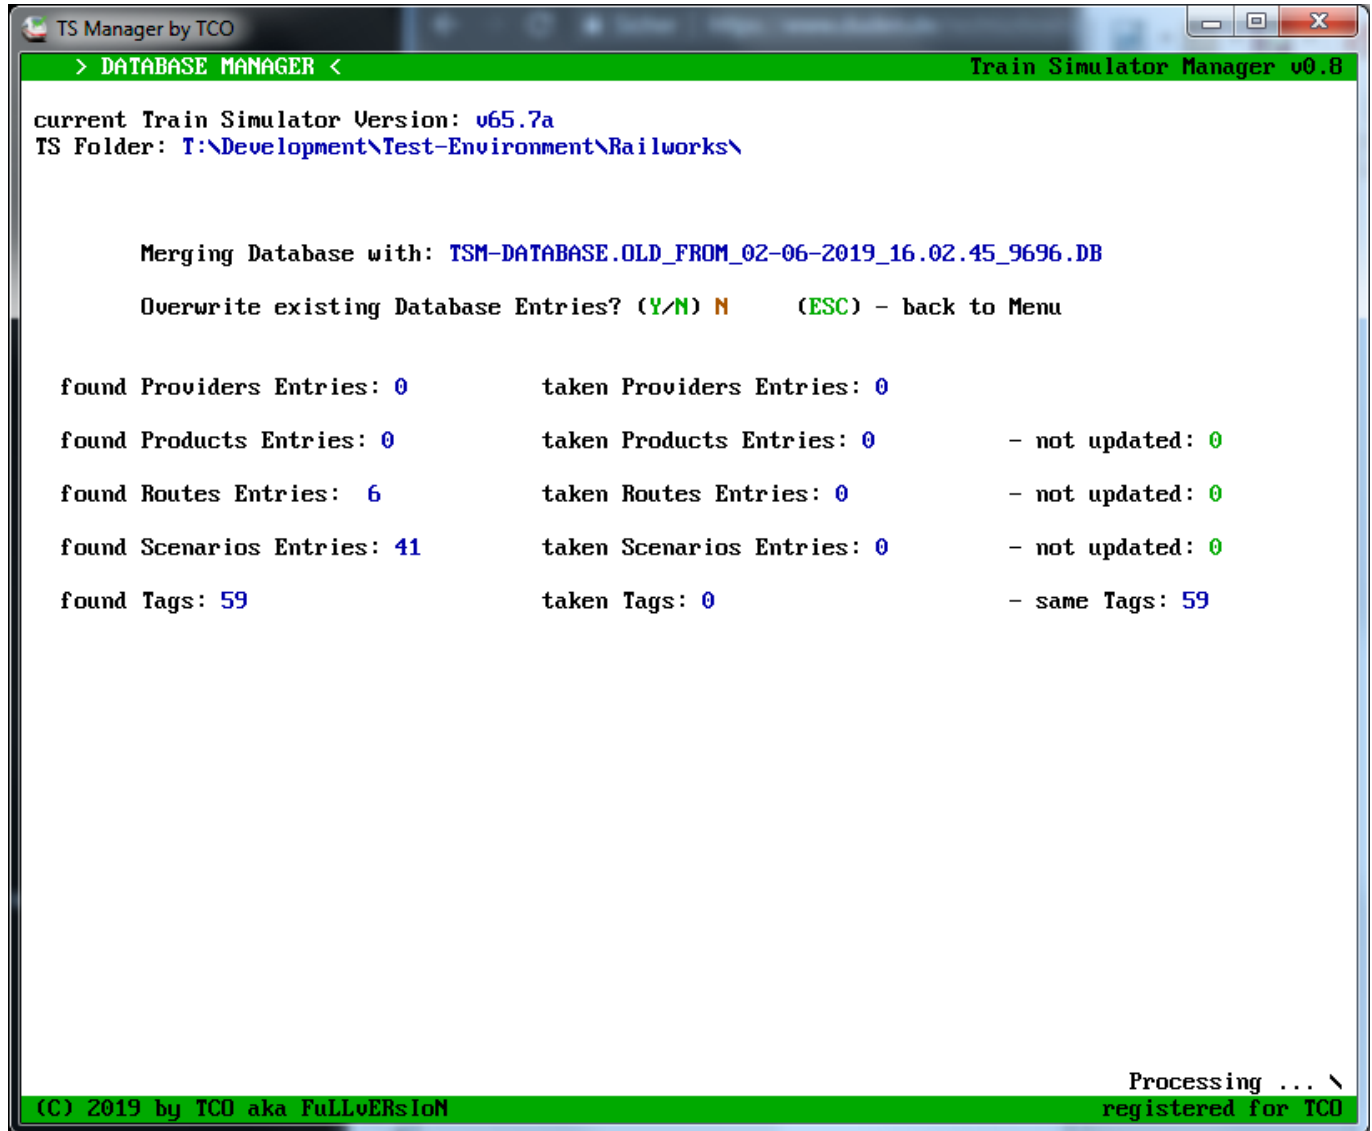 TS Manager by TCO
> DATABASE MANAGER < Train Simulator Manager v0.8
current Train Simulator Version: v65.7a
TS Folder: T:\Development\Test-Environment\Railworks\
Merging Database with: TSM-DATABASE.OLD_FROM_02-06-2019_16.02.45_9696.DB
Overwrite existing Database Entries? (Y/N) N (ESC) - back to Menu
found Providers Entries: 0 taken Providers Entries: 0
found Products Entries: 0 taken Products Entries: 0 - not updated: 0
found Routes Entries: 6 taken Routes Entries: 0 - not updated: 0
found Scenarios Entries: 41 taken Scenarios Entries: 0 - not updated: 0
found Tags: 59 taken Tags: 0 - same Tags: 59
Processing ... \
(C) 2019 by TCO aka FuLLvERsIoN registered for TCO